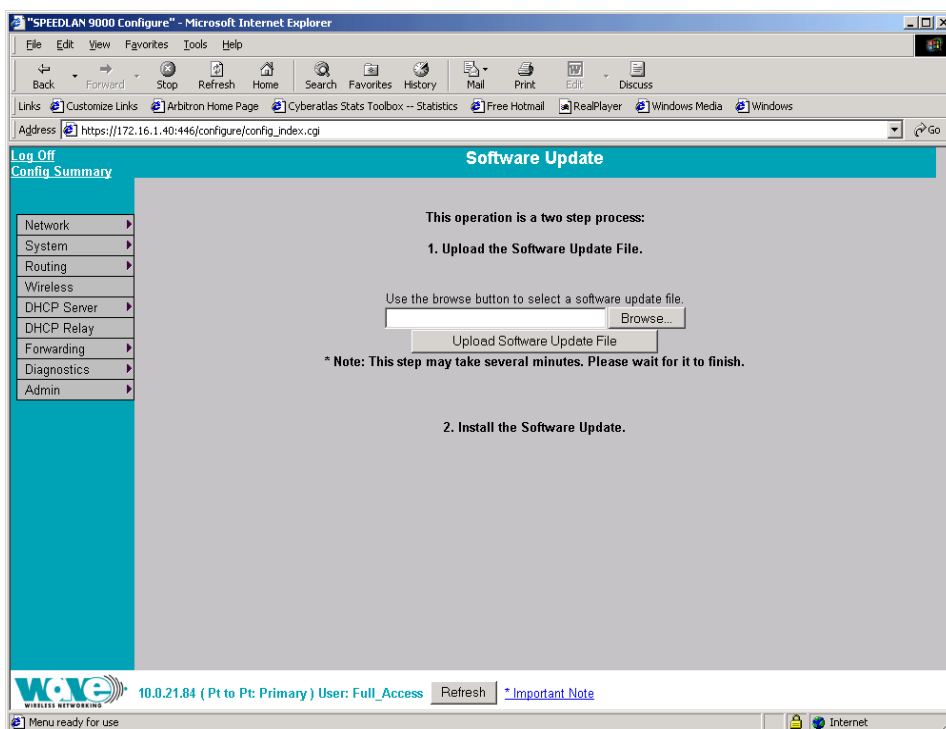 "SPEEDLAN 9000 Configure" - Microsoft Internet Explorer
File Edit View Favorites Tools Help
Back Forward Stop Refresh Home Search Favorites History Mail Print Edit Discuss
Links Customize Links Arbitron Home Page Cyberatlas Stats Toolbox -- Statistics Free Hotmail RealPlayer Windows Media Windows
Address https://172.16.1.40:446/configure/config_index.cgi Go
Log Off
Config Summary
Software Update
Network
System
Routing
Wireless
DHCP Server
DHCP Relay
Forwarding
Diagnostics
Admin
This operation is a two step process:
1. Upload the Software Update File.
Use the browse button to select a software update file.
Browse...
Upload Software Update File
* Note: This step may take several minutes. Please wait for it to finish.
2. Install the Software Update.
WAVE
WIRELESS NETWORKING
10.0.21.84 ( Pt to Pt: Primary ) User: Full_Access Refresh * Important Note
Menu ready for use Internet